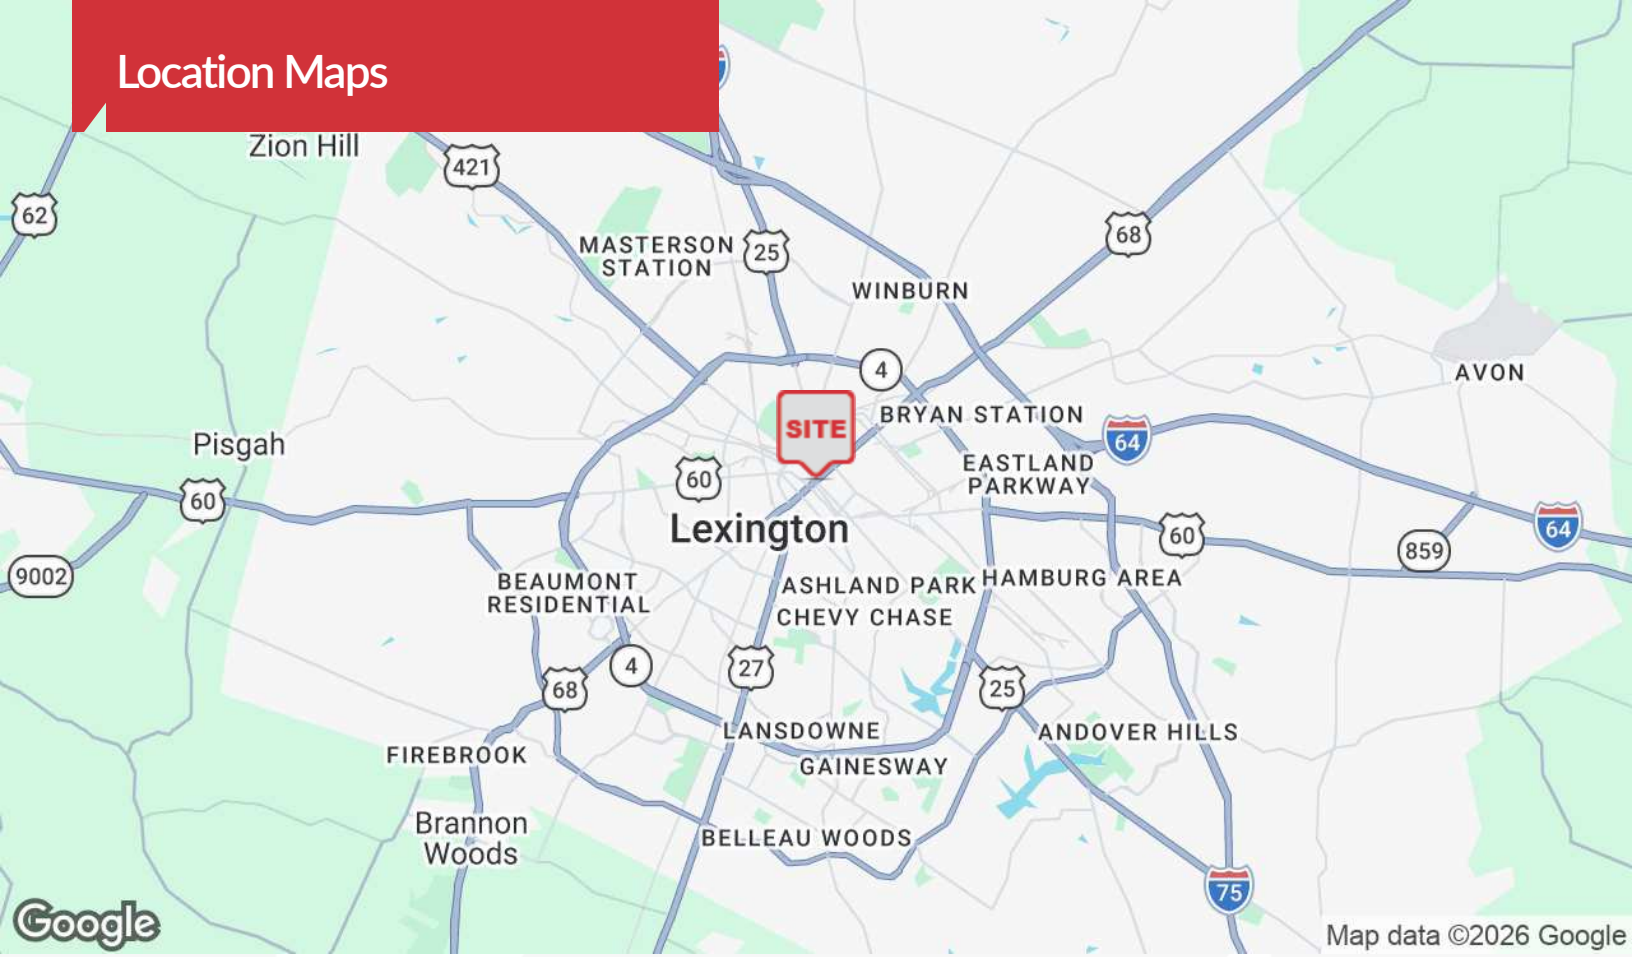 Location Maps
Zion Hill
421
62
68
MASTERSON
STATION
25
WINBURN
4
AVON
SITE
BRYAN STATION
64
Pisgah
EASTLAND
PARKWAY
60
60
64
Lexington
60
859
9002
BEAUMONT
RESIDENTIAL
ASHLAND PARK
HAMBURG AREA
CHEVY CHASE
4
27
68
25
LANSDOWNE
ANDOVER HILLS
FIREBROOK
GAINESWAY
Brannon
Woods
BELLEAU WOODS
75
Google
Map data ©2026 Google